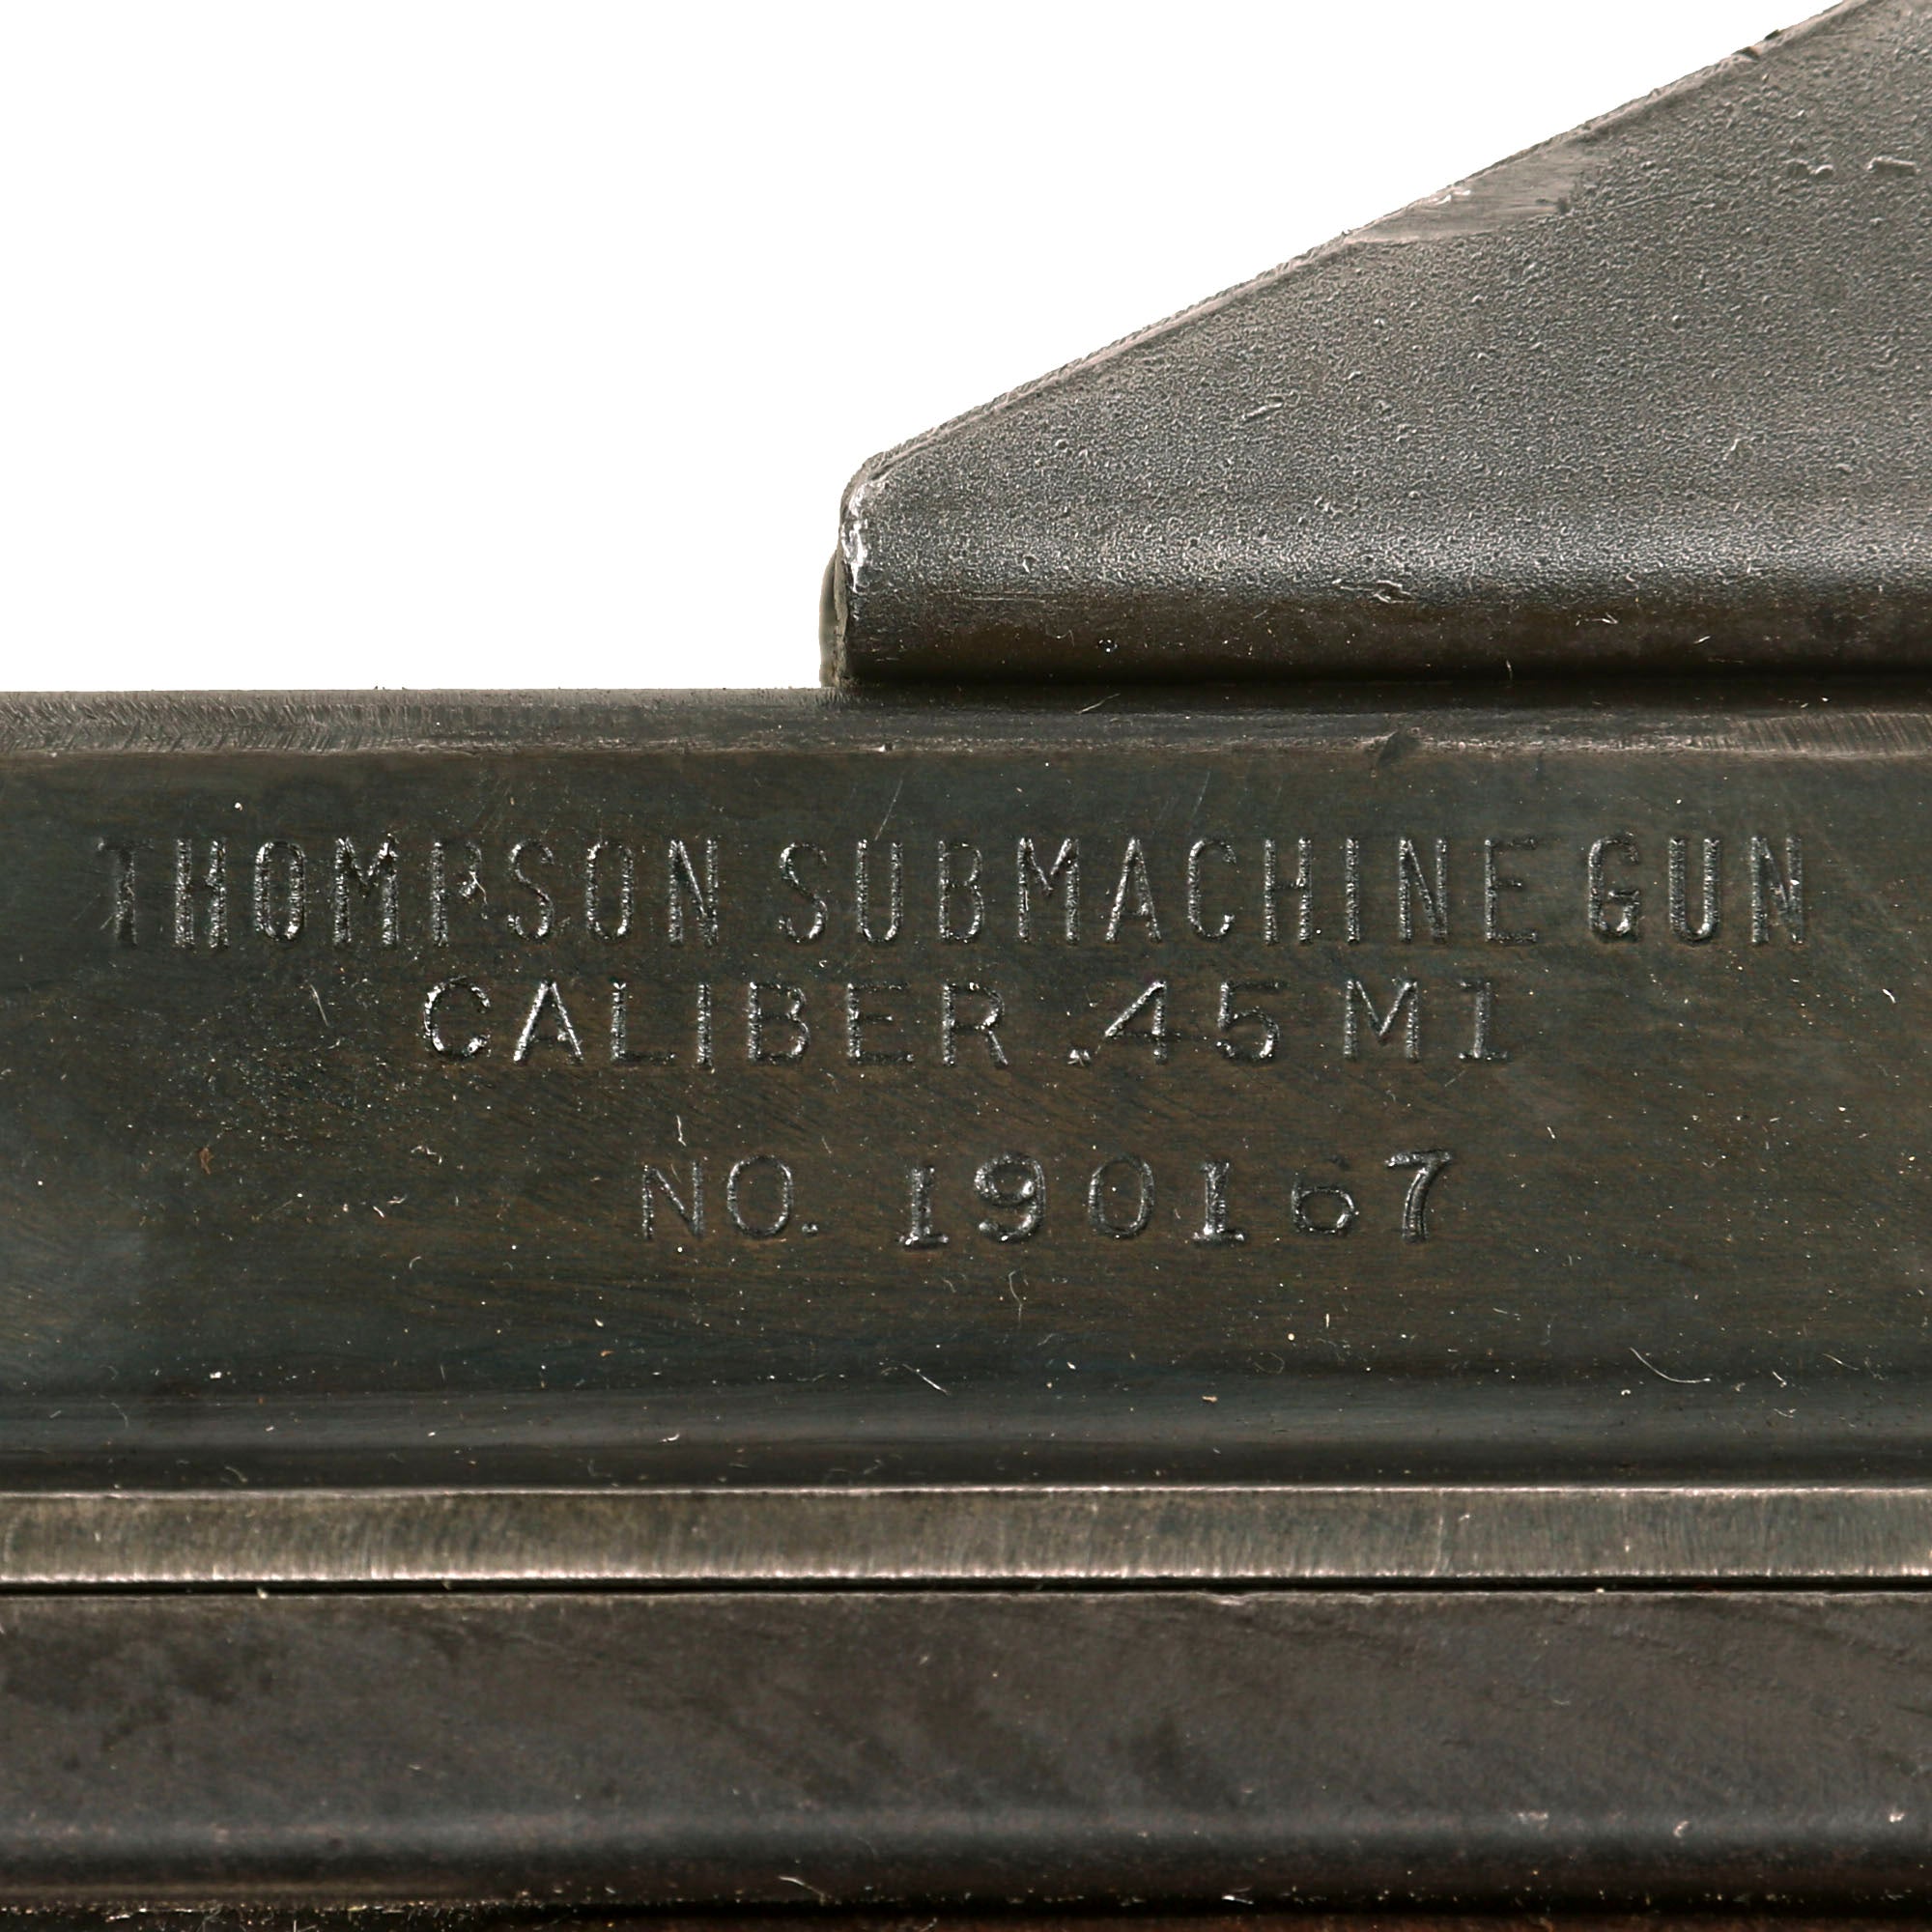 THOMPSON SUBMACHINE GUN
CALIBER .45 M1
NO. 190167